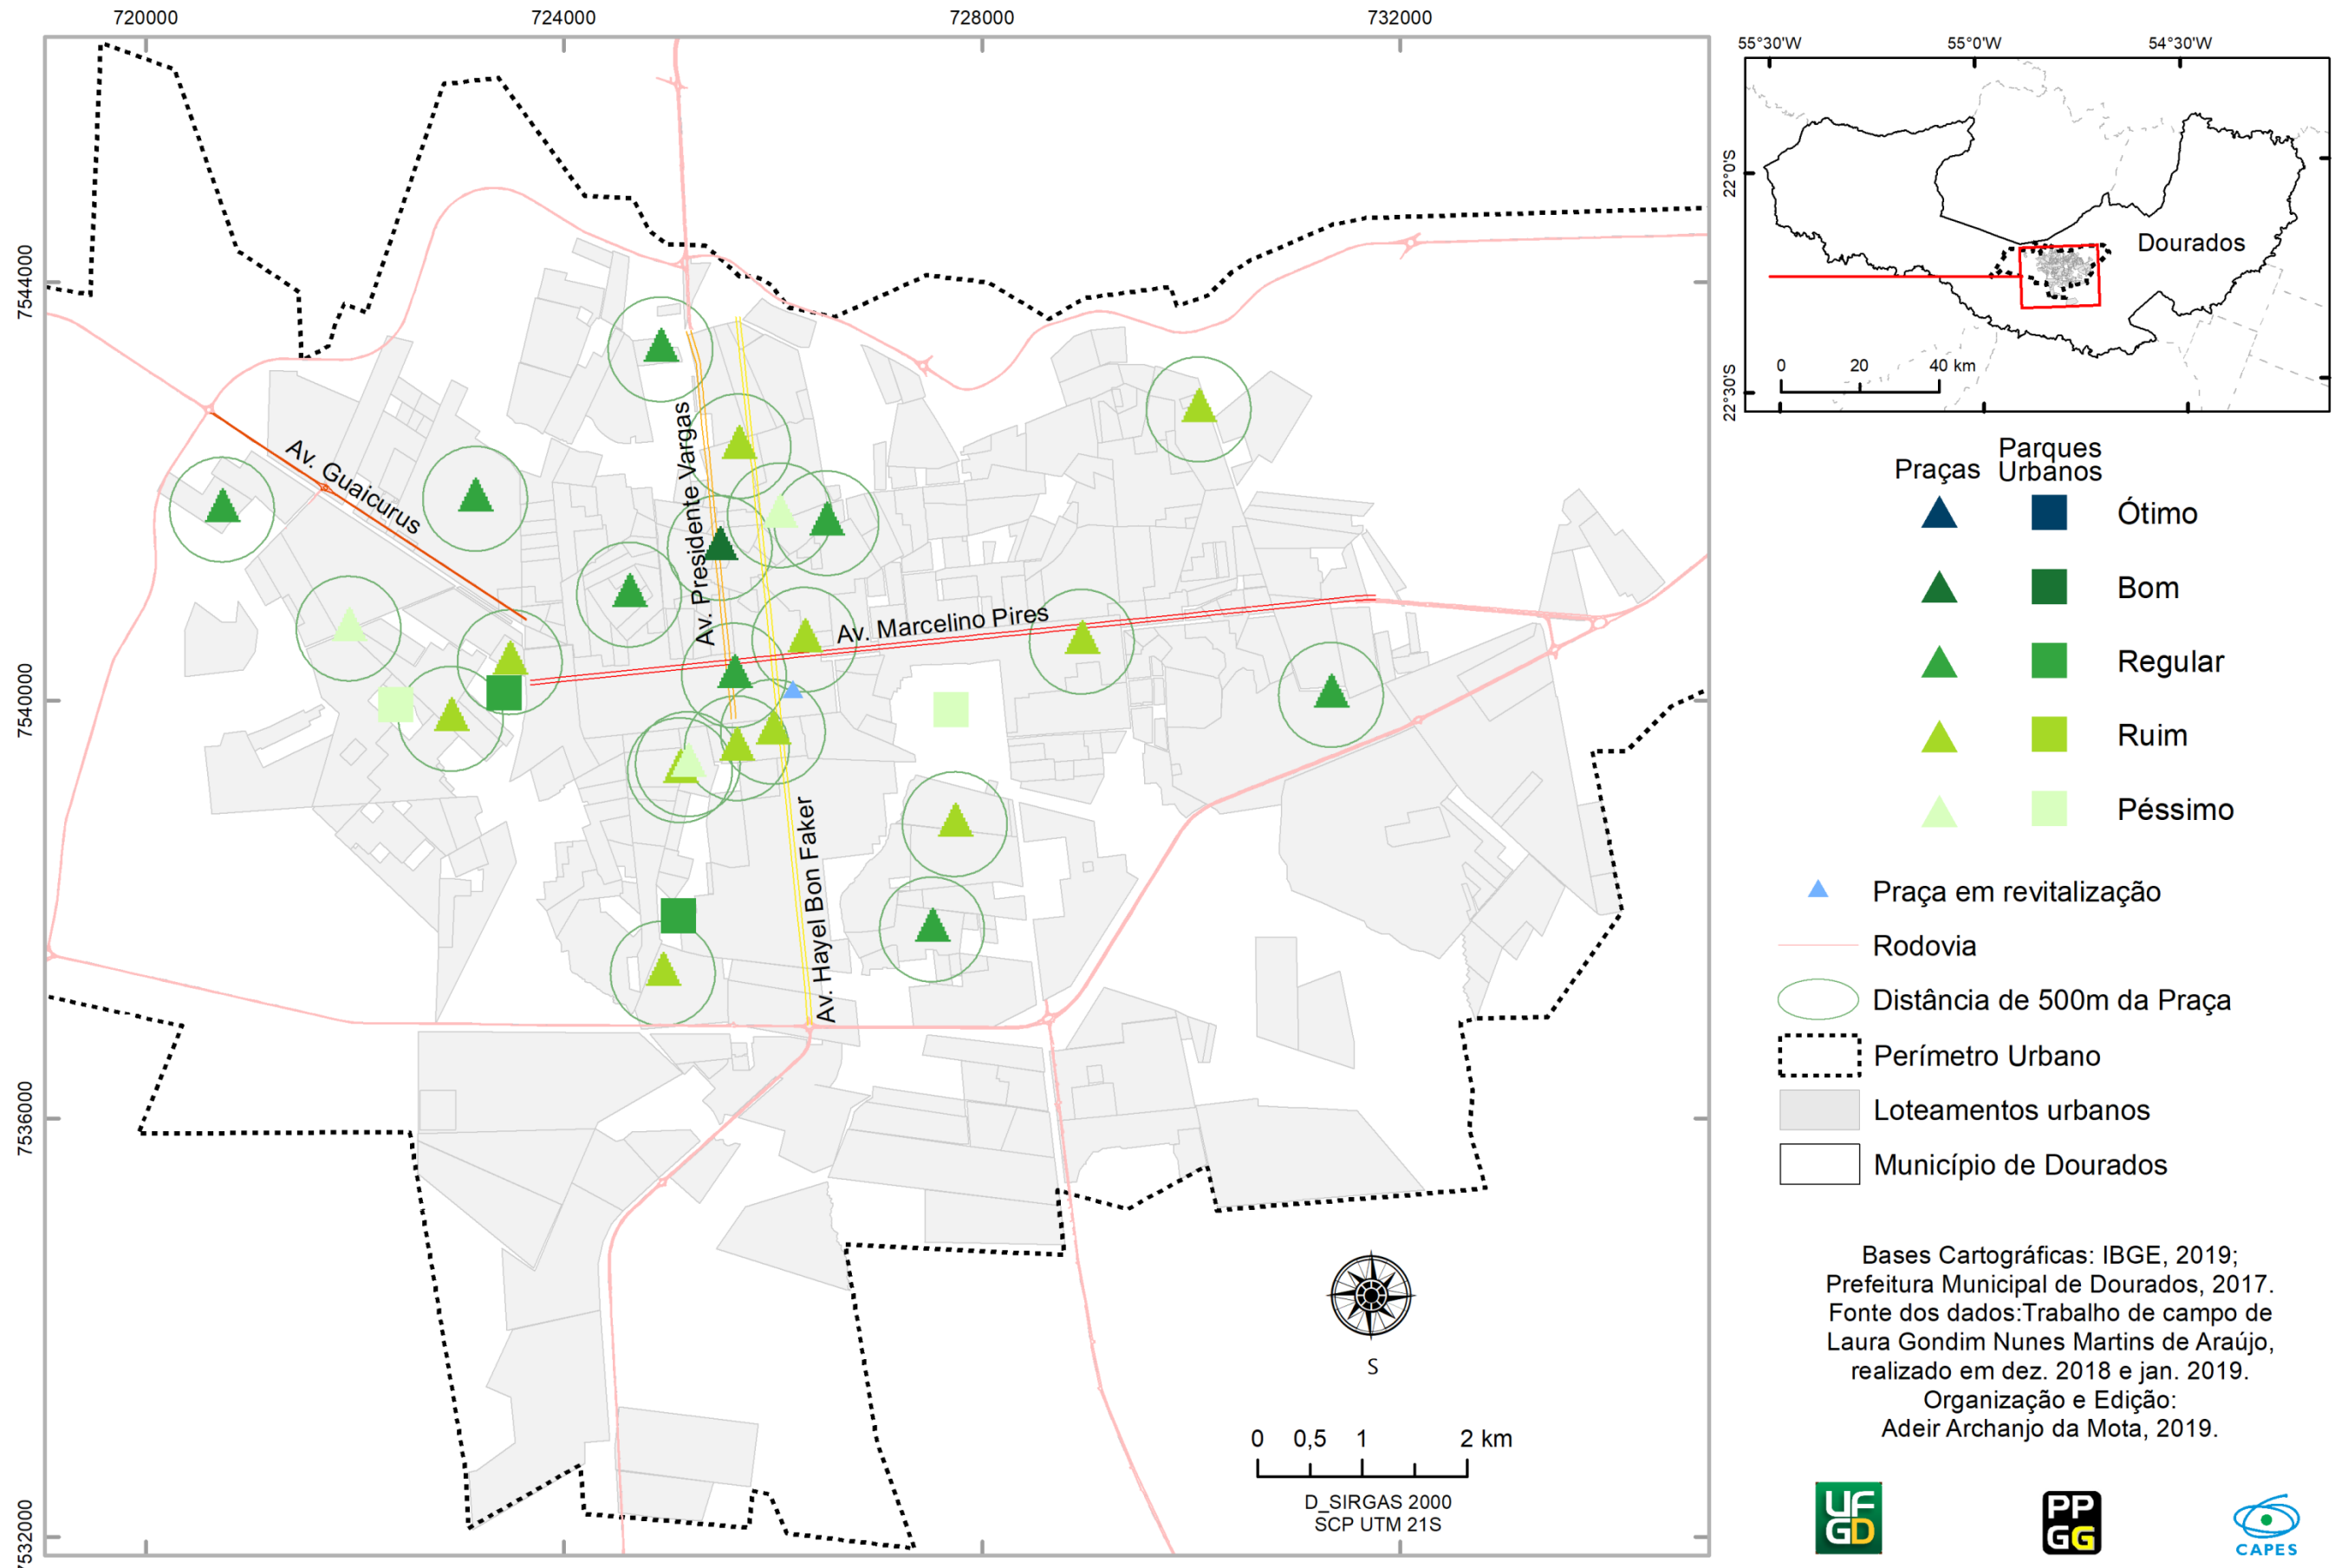 720000
724000
728000
732000
7544000
7540000
7536000
7532000
Av. Guaicurus
Av. Presidente Vargas
Av. Marcelino Pires
Av. Hayel Bon Faker
S
0 0,5 1 2 km
D_SIRGAS 2000
SCP UTM 21S
55°30'W 55°0'W 54°30'W
22°0'S
22°30'S
Dourados
0 20 40 km
Praças
Parques
Urbanos
Ótimo
Bom
Regular
Ruim
Péssimo
Praça em revitalização
Rodovia
Distância de 500m da Praça
Perímetro Urbano
Loteamentos urbanos
Município de Dourados
Bases Cartográficas: IBGE, 2019;
Prefeitura Municipal de Dourados, 2017.
Fonte dos dados:Trabalho de campo de
Laura Gondim Nunes Martins de Araújo,
realizado em dez. 2018 e jan. 2019.
Organização e Edição:
Adeir Archanjo da Mota, 2019.
UF
GD
PP
GG
CAPES